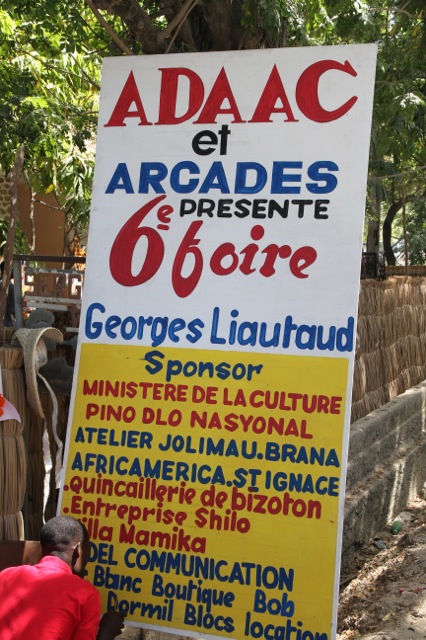 ADAAC
et
ARCADES
PRESENTE
6e foire
Georges Liautaud
Sponsor
MINISTERE DE LA CULTURE
PINO DLO NASYONAL
ATELIER JOLIMAU.BRANA
AFRICAMERICA.ST IGNACE
.quincaillerie de bizoton
.Entreprise Shilo
Villa Mamika
DEL COMMUNICATION
Blanc Boutique Bob
Dormil Blocs location